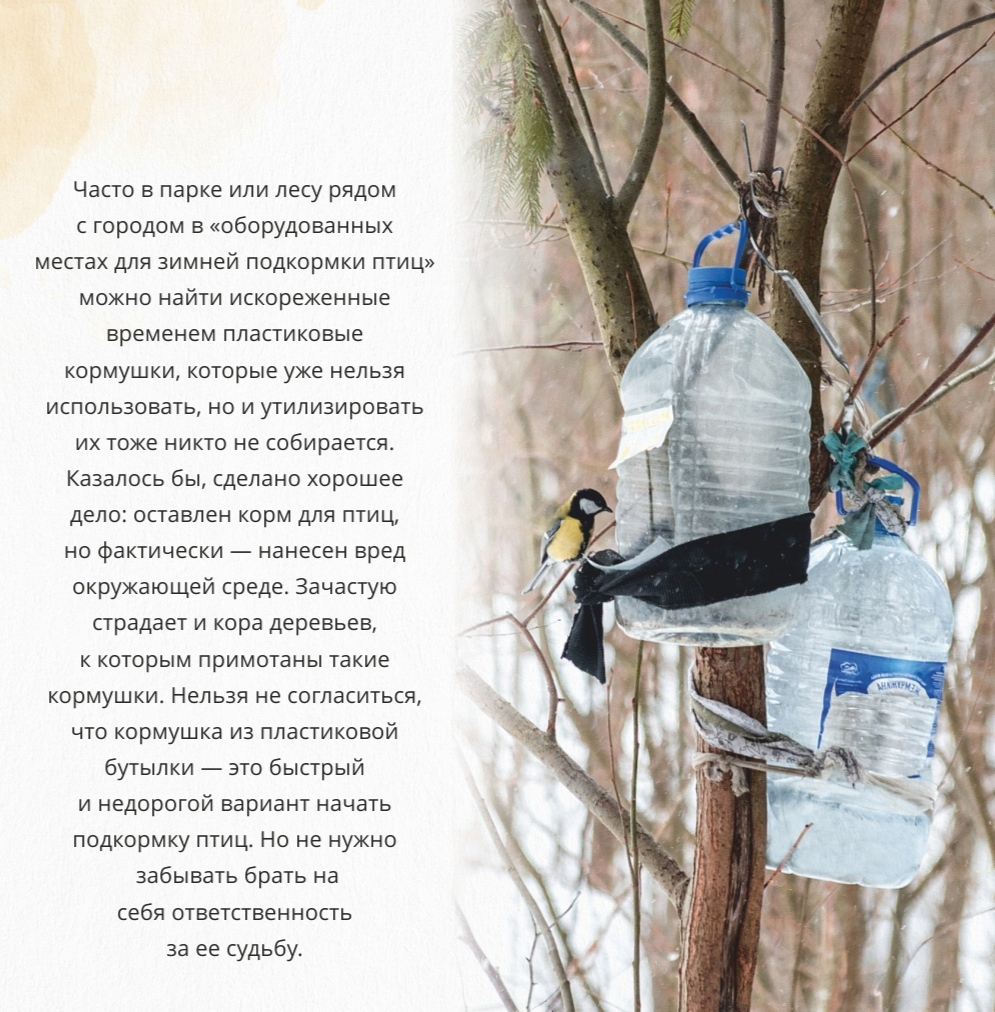 Часто в парке или лесу рядом
с городом в «оборудованных
местах для зимней подкормки птиц»
можно найти искореженные
временем пластиковые
кормушки, которые уже нельзя
использовать, но и утилизировать
их тоже никто не собирается.
Казалось бы, сделано хорошее
дело: оставлен корм для птиц,
но фактически — нанесен вред
окружающей среде. Зачастую
страдает и кора деревьев,
к которым примотаны такие
кормушки. Нельзя не согласиться,
что кормушка из пластиковой
бутылки — это быстрый
и недорогой вариант начать
подкормку птиц. Но не нужно
забывать брать на
себя ответственность
за ее судьбу.